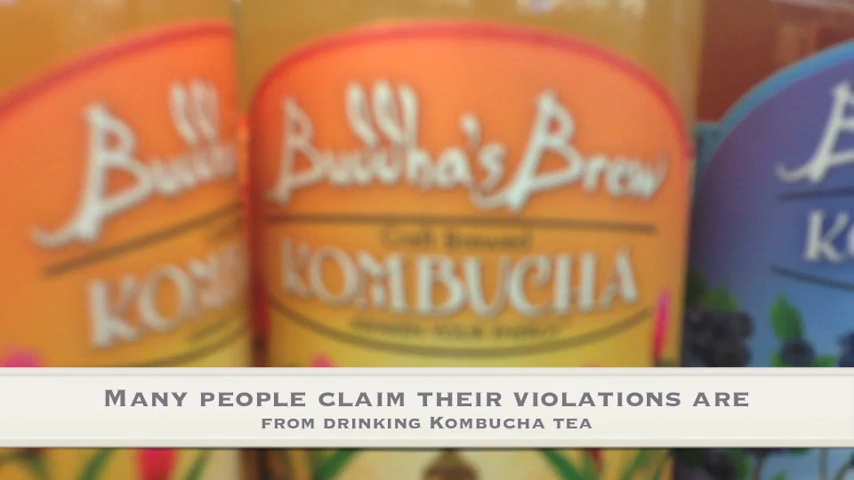 Buddha's Brew
Craft Brewed
KOMBUCHA
MANY PEOPLE CLAIM THEIR VIOLATIONS ARE
FROM DRINKING KOMBUCHA TEA